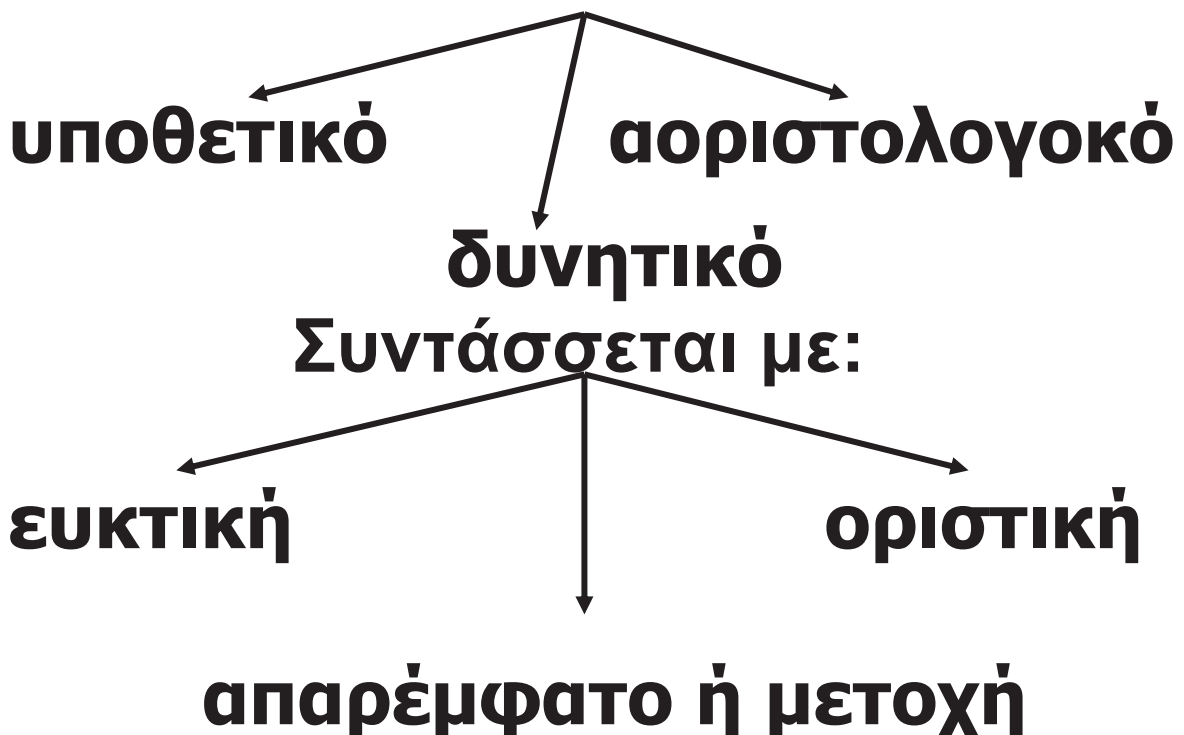 υποθετικό αοριστολογοκό
δυνητικό
Συντάσσεται με:
ευκτική οριστική
απαρέμφατο ή μετοχή